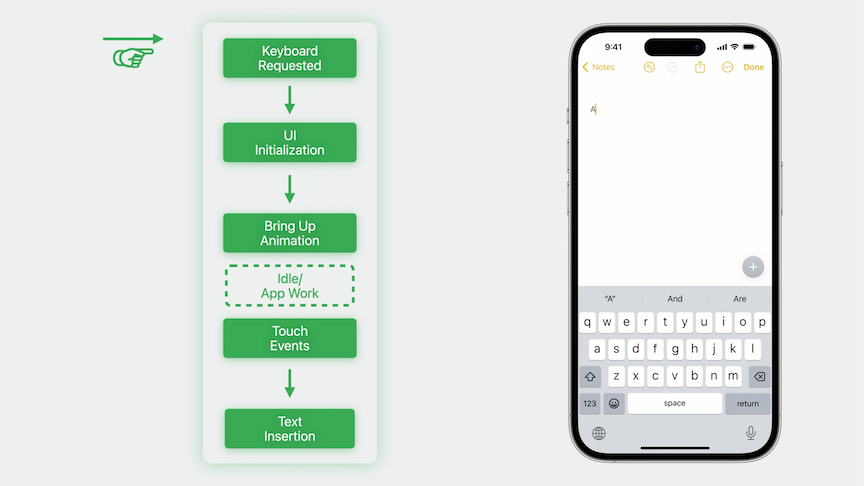 Keyboard
Requested
UI
Initialization
Bring Up
Animation
Idle/
App Work
Touch
Events
Text
Insertion
9:41
Notes
Done
A
“A” And Are
q w e r t y u i o p
a s d f g h j k l
z x c v b n m
123 space return